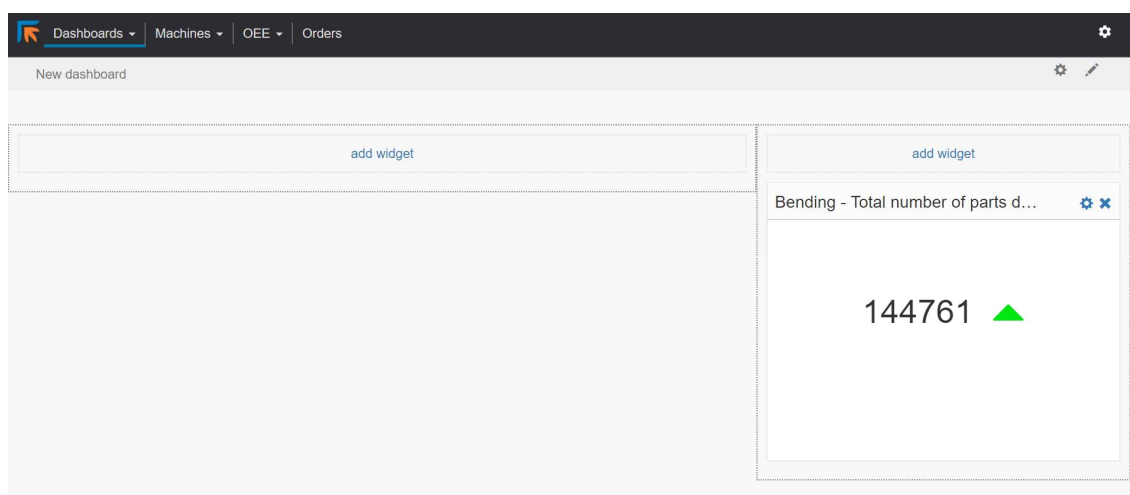 Dashboards Machines OEE Orders
New dashboard
add widget
add widget
Bending - Total number of parts d...
144761